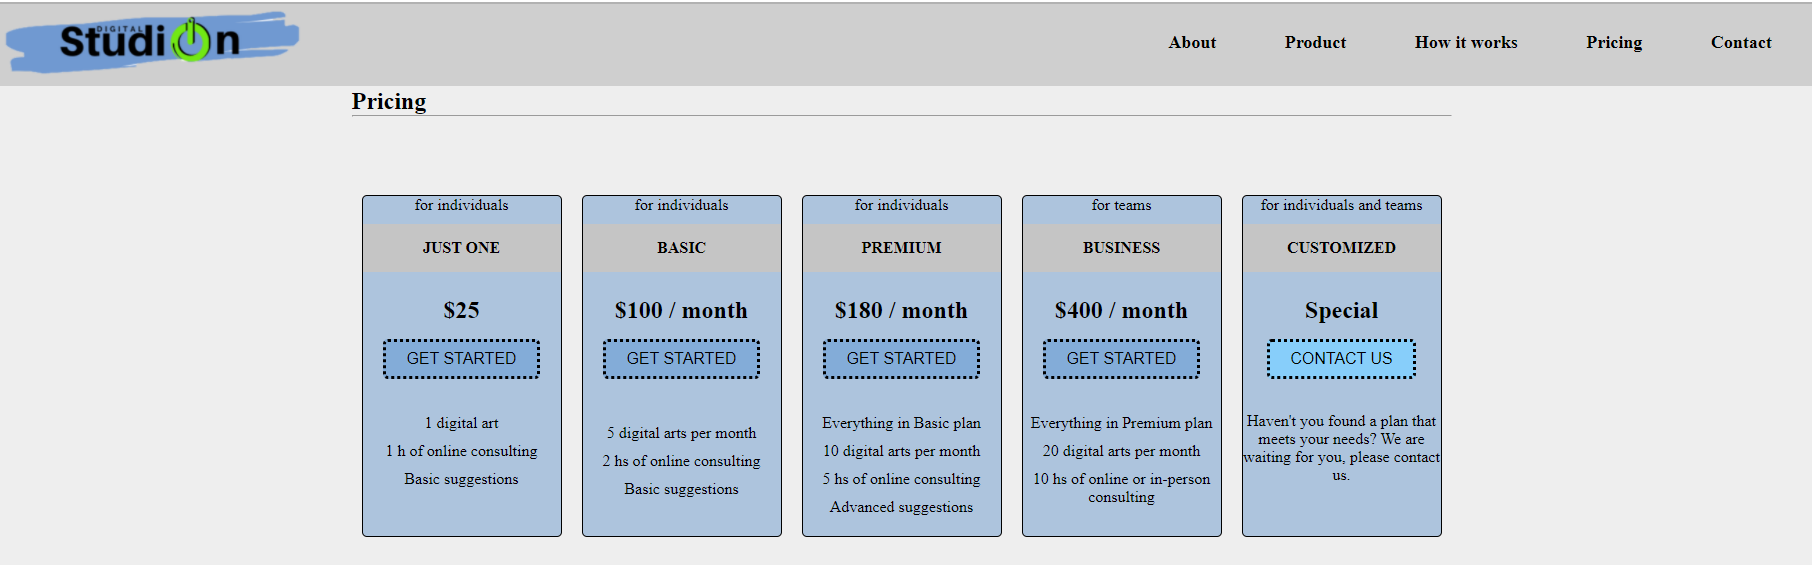 DIGITAL
Studi n
About Product How it works Pricing Contact
Pricing
for individuals
JUST ONE
$25
GET STARTED
1 digital art
1 h of online consulting
Basic suggestions
for individuals
BASIC
$100 / month
GET STARTED
5 digital arts per month
2 hs of online consulting
Basic suggestions
for individuals
PREMIUM
$180 / month
GET STARTED
Everything in Basic plan
10 digital arts per month
5 hs of online consulting
Advanced suggestions
for teams
BUSINESS
$400 / month
GET STARTED
Everything in Premium plan
20 digital arts per month
10 hs of online or in-person
consulting
for individuals and teams
CUSTOMIZED
Special
CONTACT US
Haven't you found a plan that
meets your needs? We are
waiting for you, please contact
us.